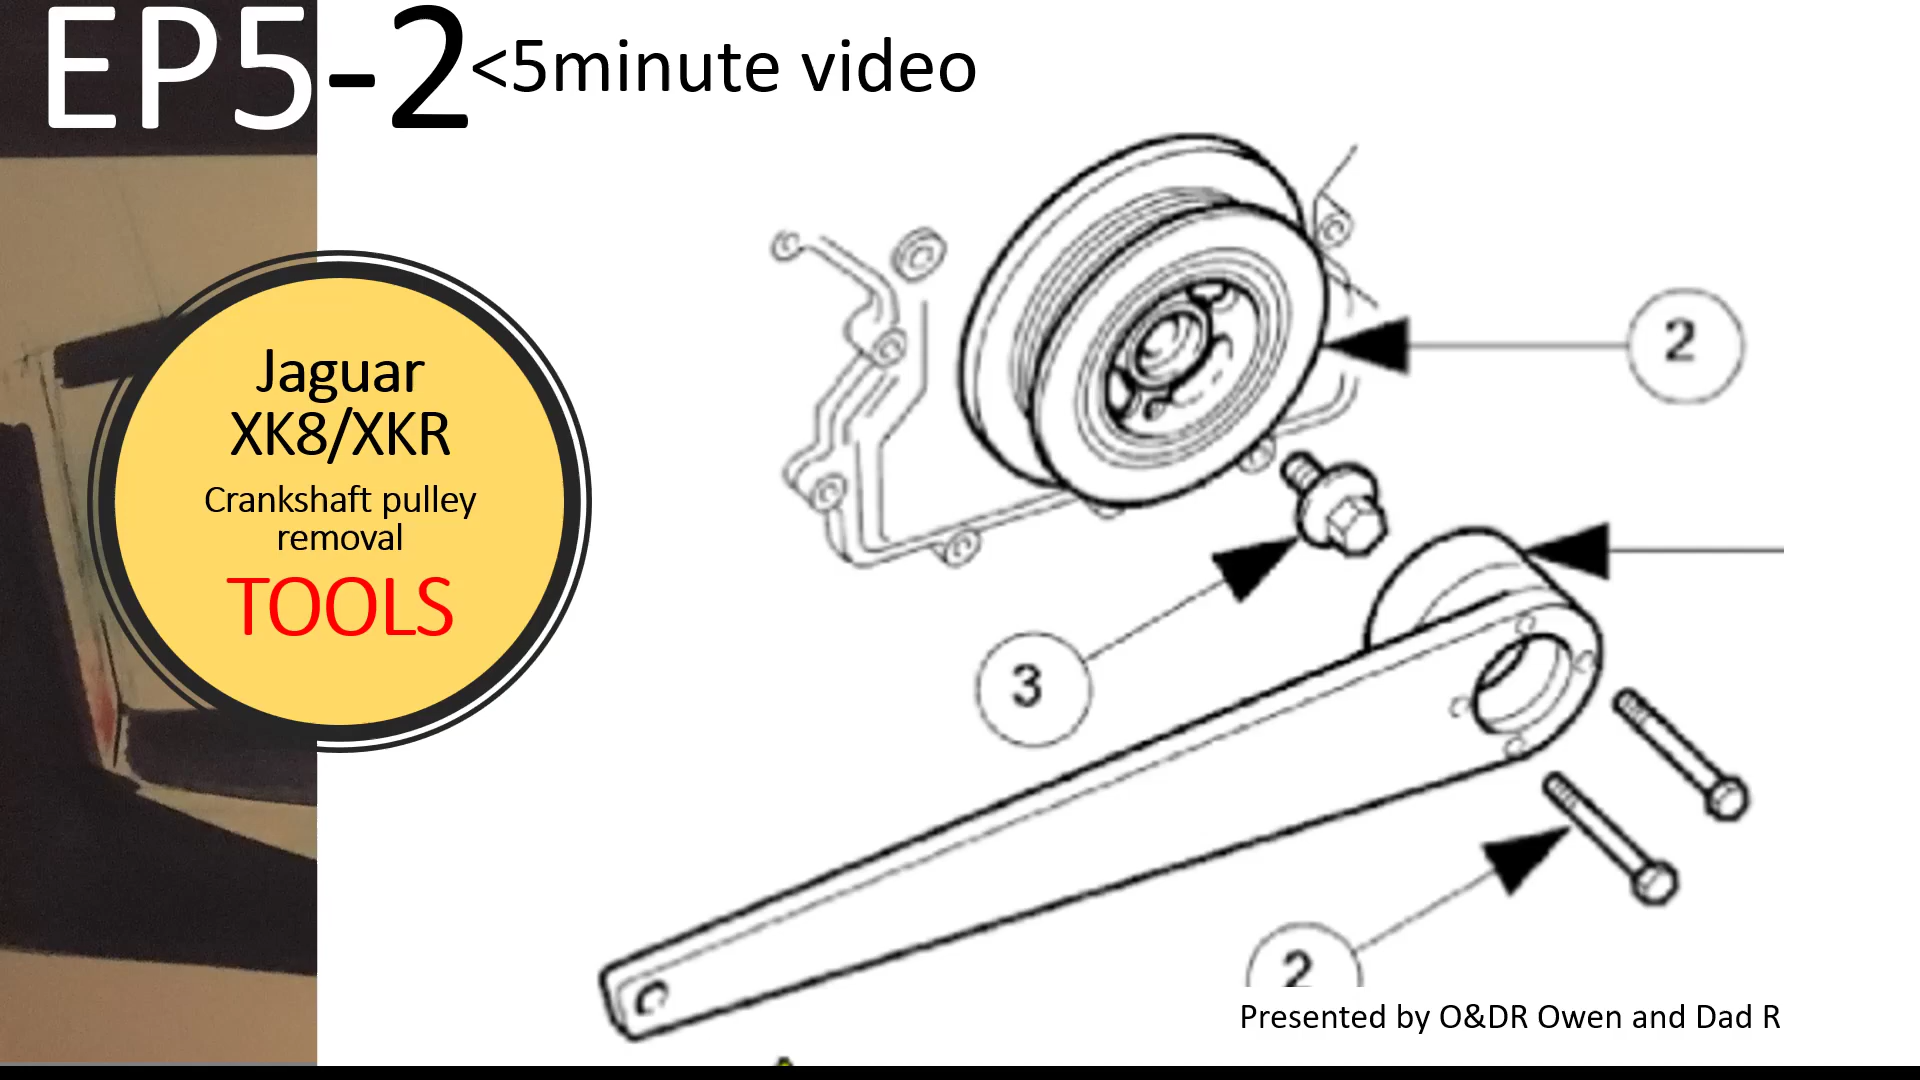 EP5-2 <5minute video
Jaguar
XK8/XKR
Crankshaft pulley
removal
TOOLS
2
3
2
Presented by O&DR Owen and Dad R